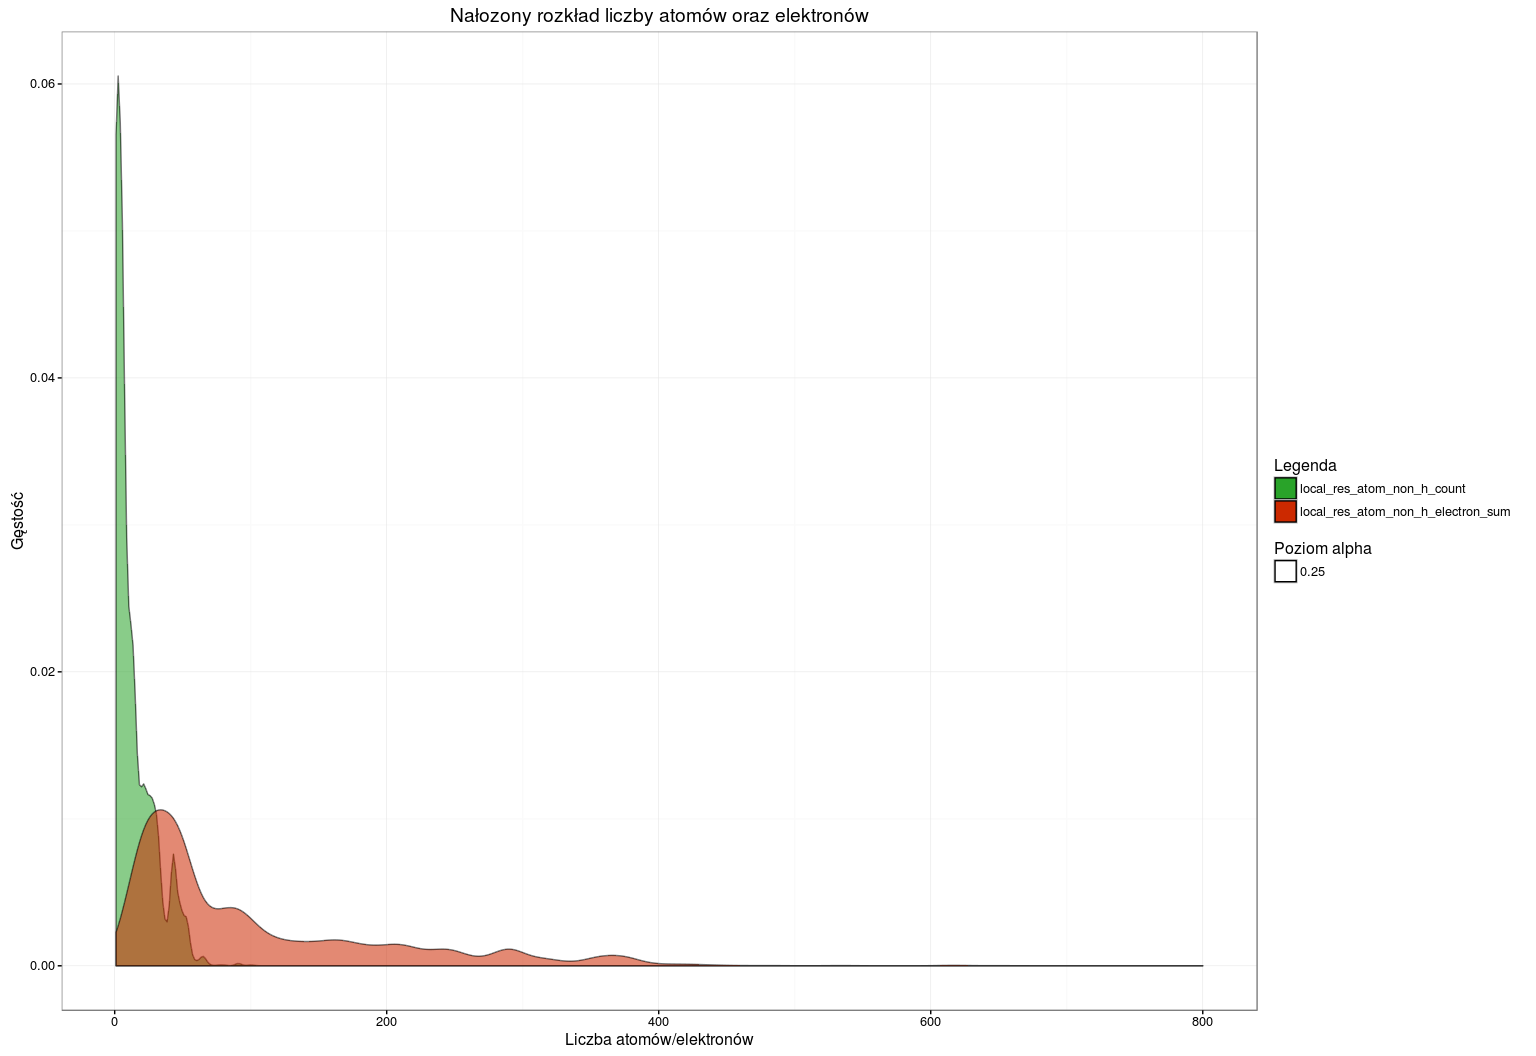 Nałozony rozkład liczby atomów oraz elektronów
0.06
0.04
0.02
0.00
Gęstość
0
200
400
600
800
Liczba atomów/elektronów
Legenda
local_res_atom_non_h_count
local_res_atom_non_h_electron_sum
Poziom alpha
0.25